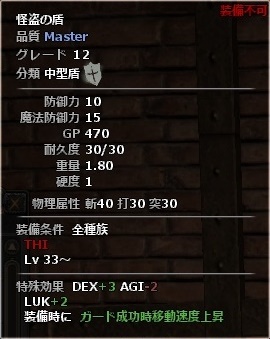 怪盗の盾
装備不可
品質 Master
グレード 12
分類 中型盾
防御力 10
魔法防御力 15
GP 470
耐久度 30/30
重量 1.80
硬度 1
物理属性 斬40 打30 突30
装備条件 全種族
THI
Lv 33～
特殊効果 DEX+3 AGI-2
LUK+2
装備時に ガード成功時移動速度上昇